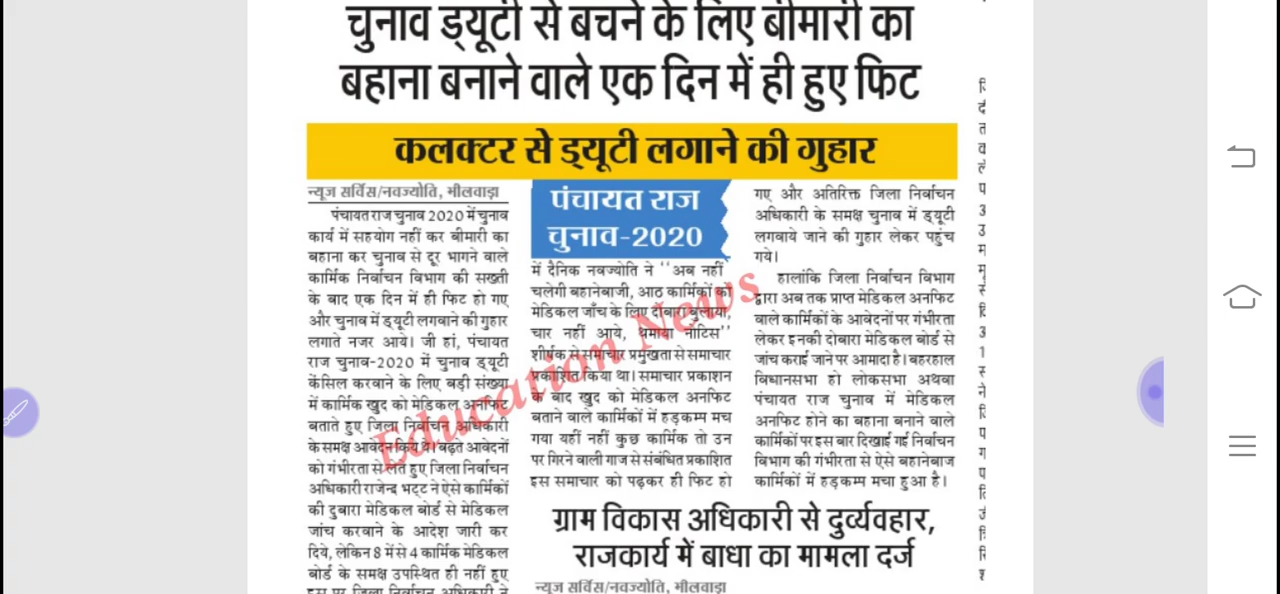 चुनाव ड्यूटी से बचने के लिए बीमारी का
बहाना बनाने वाले एक दिन में ही हुए फिट
कलक्टर से ड्यूटी लगाने की गुहार
न्यूज सर्विस/नवज्योति, भीलवाड़ा
पंचायत राज चुनाव 2020 में चुनाव
कार्य में सहयोग नहीं कर बीमारी का
बहाना कर चुनाव से दूर भागने वाले
कार्मिक निर्वाचन विभाग की सख्ती
के बाद एक दिन में ही फिट हो गए
और चुनाव में ड्यूटी लगवाने की गुहार
लगाते नजर आये। जी हां, पंचायत
राज चुनाव-2020 में चुनाव ड्यूटी
केंसिल करवाने के लिए बड़ी संख्या
में कार्मिक खुद को मेडिकल अनफिट
बताते हुए जिला निर्वाचन अधिकारी
के समक्ष आवेदन किये थे। बढ़ते आवेदनों
को गंभीरता से लेते हुए जिला निर्वाचन
अधिकारी राजेन्द्र भट्ट ने ऐसे कार्मिकों
की दुबारा मेडिकल बोर्ड से मेडिकल
जांच करवाने के आदेश जारी कर
दिये, लेकिन 8 में से 4 कार्मिक मेडिकल
बोर्ड के समक्ष उपस्थित ही नहीं हुए
इस पर जिला निर्वाचन अधिकारी ने
पंचायत राज
चुनाव-2020
में दैनिक नवज्योति ने ''अब नहीं
चलेगी बहानेबाजी, आठ कार्मिकों को
मेडिकल जाँच के लिए दोबारा बुलाया,
चार नहीं आये, थमाया नोटिस''
शीर्षक से समाचार प्रमुखता से समाचार
प्रकाशित किया था। समाचार प्रकाशन
के बाद खुद को मेडिकल अनफिट
बताने वाले कार्मिकों में हड़कम्प मच
गया यहीं नहीं कुछ कार्मिक तो उन
पर गिरने वाली गाज से संबंधित प्रकाशित
इस समाचार को पढ़कर ही फिट हो
गए और अतिरिक्त जिला निर्वाचन
अधिकारी के समक्ष चुनाव में ड्यूटी
लगवाये जाने की गुहार लेकर पहुंच
गये।
हालांकि जिला निर्वाचन विभाग
द्वारा अब तक प्राप्त मेडिकल अनफिट
वाले कार्मिकों के आवेदनों पर गंभीरता
लेकर इनकी दोबारा मेडिकल बोर्ड से
जांच कराई जाने पर आमादा है। बहरहाल
विधानसभा हो लोकसभा अथवा
पंचायत राज चुनाव में मेडिकल
अनफिट होने का बहाना बनाने वाले
कार्मिकों पर इस बार दिखाई गई निर्वाचन
विभाग की गंभीरता से ऐसे बहानेबाज
कार्मिकों में हड़कम्प मचा हुआ है।
Education News
ग्राम विकास अधिकारी से दुर्व्यवहार,
राजकार्य में बाधा का मामला दर्ज
न्यूज सर्विस/नवज्योति, भीलवाड़ा